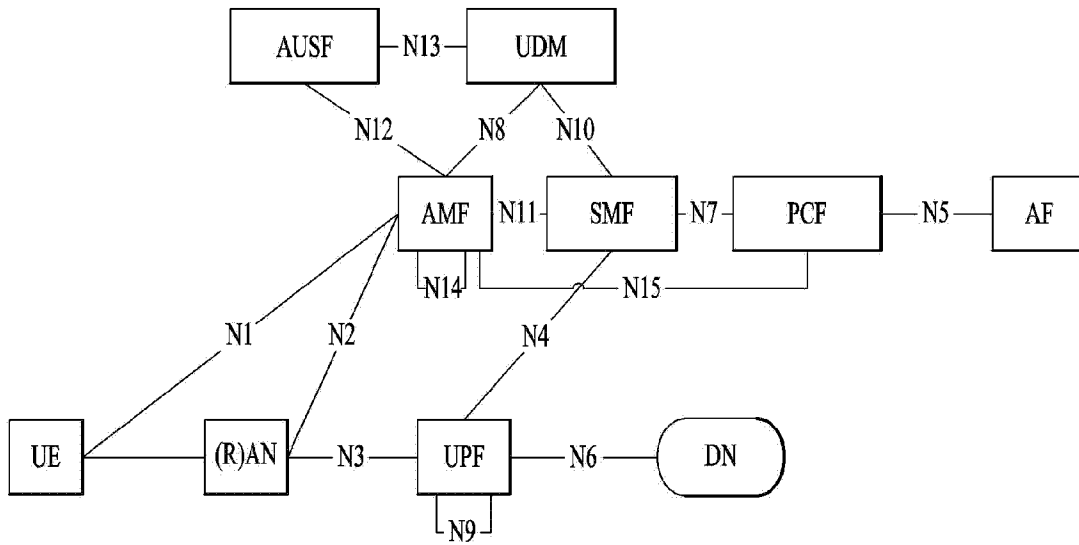 AUSF N13 UDM
N12 N8 N10
AMF N11 SMF N7 PCF N5 AF
N14 N15
N1 N2 N4
UE (R)AN N3 UPF N6 DN
N9